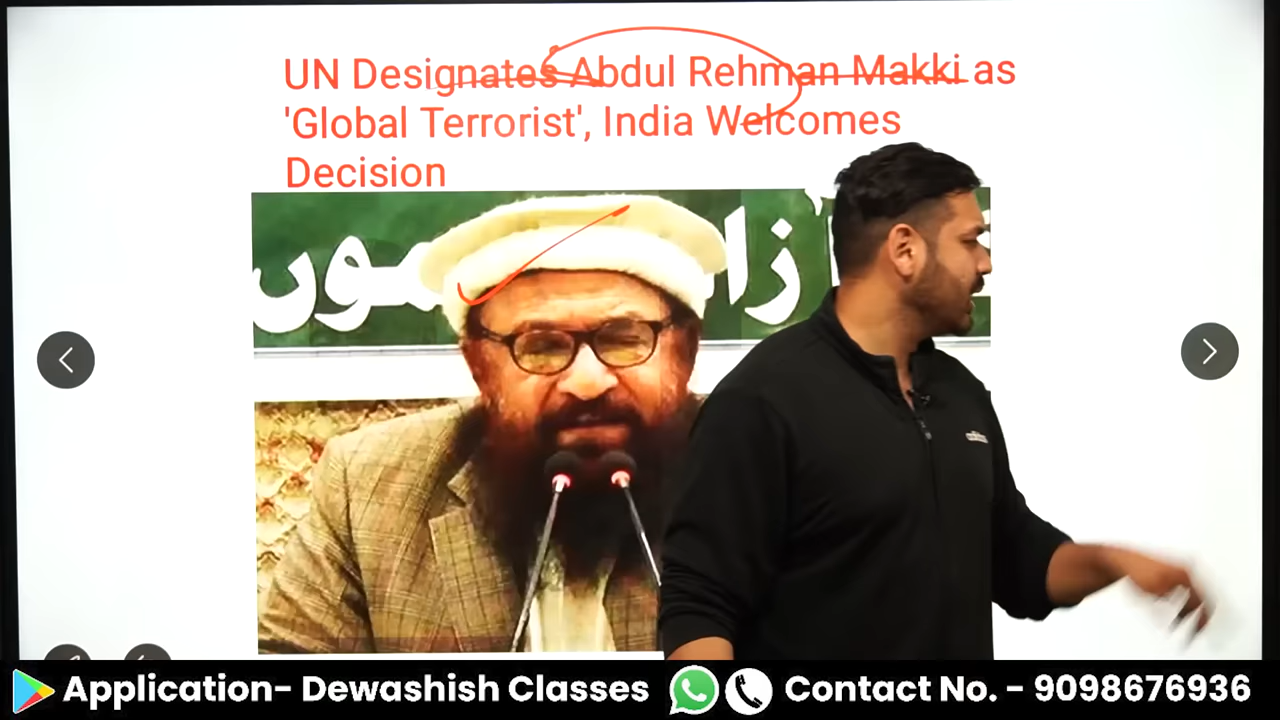 UN Designates Abdul Rehman Makki as
'Global Terrorist', India Welcomes
Decision
Application- Dewashish Classes
Contact No. - 9098676936